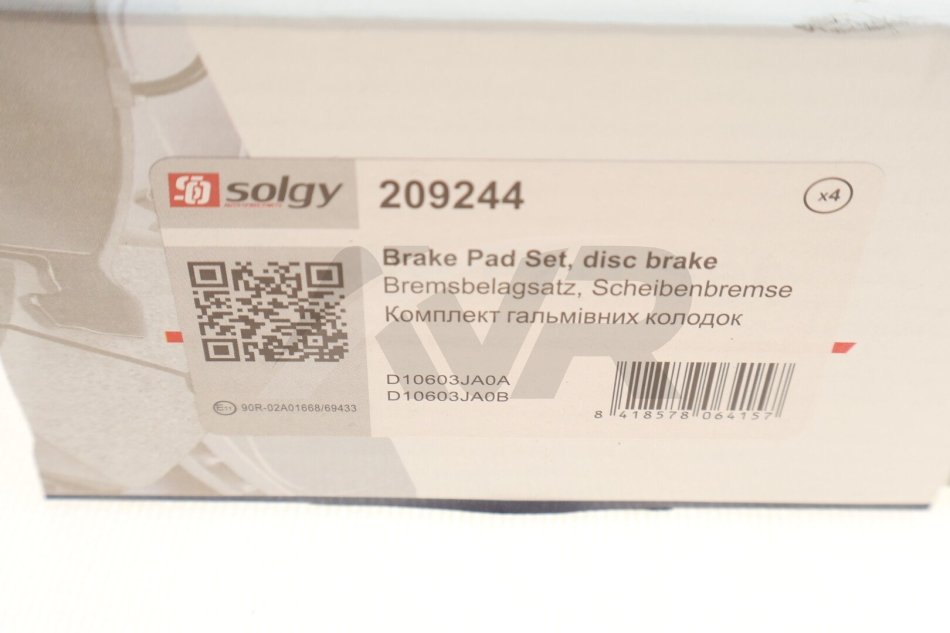 solgy
209244
x4
Brake Pad Set, disc brake
Bremsbelagsatz, Scheibenbremse
Комплект гальмівних колодок
D10603JA0A
D10603JA0B
E11 90R-02A01668/69433
8 418578 064157